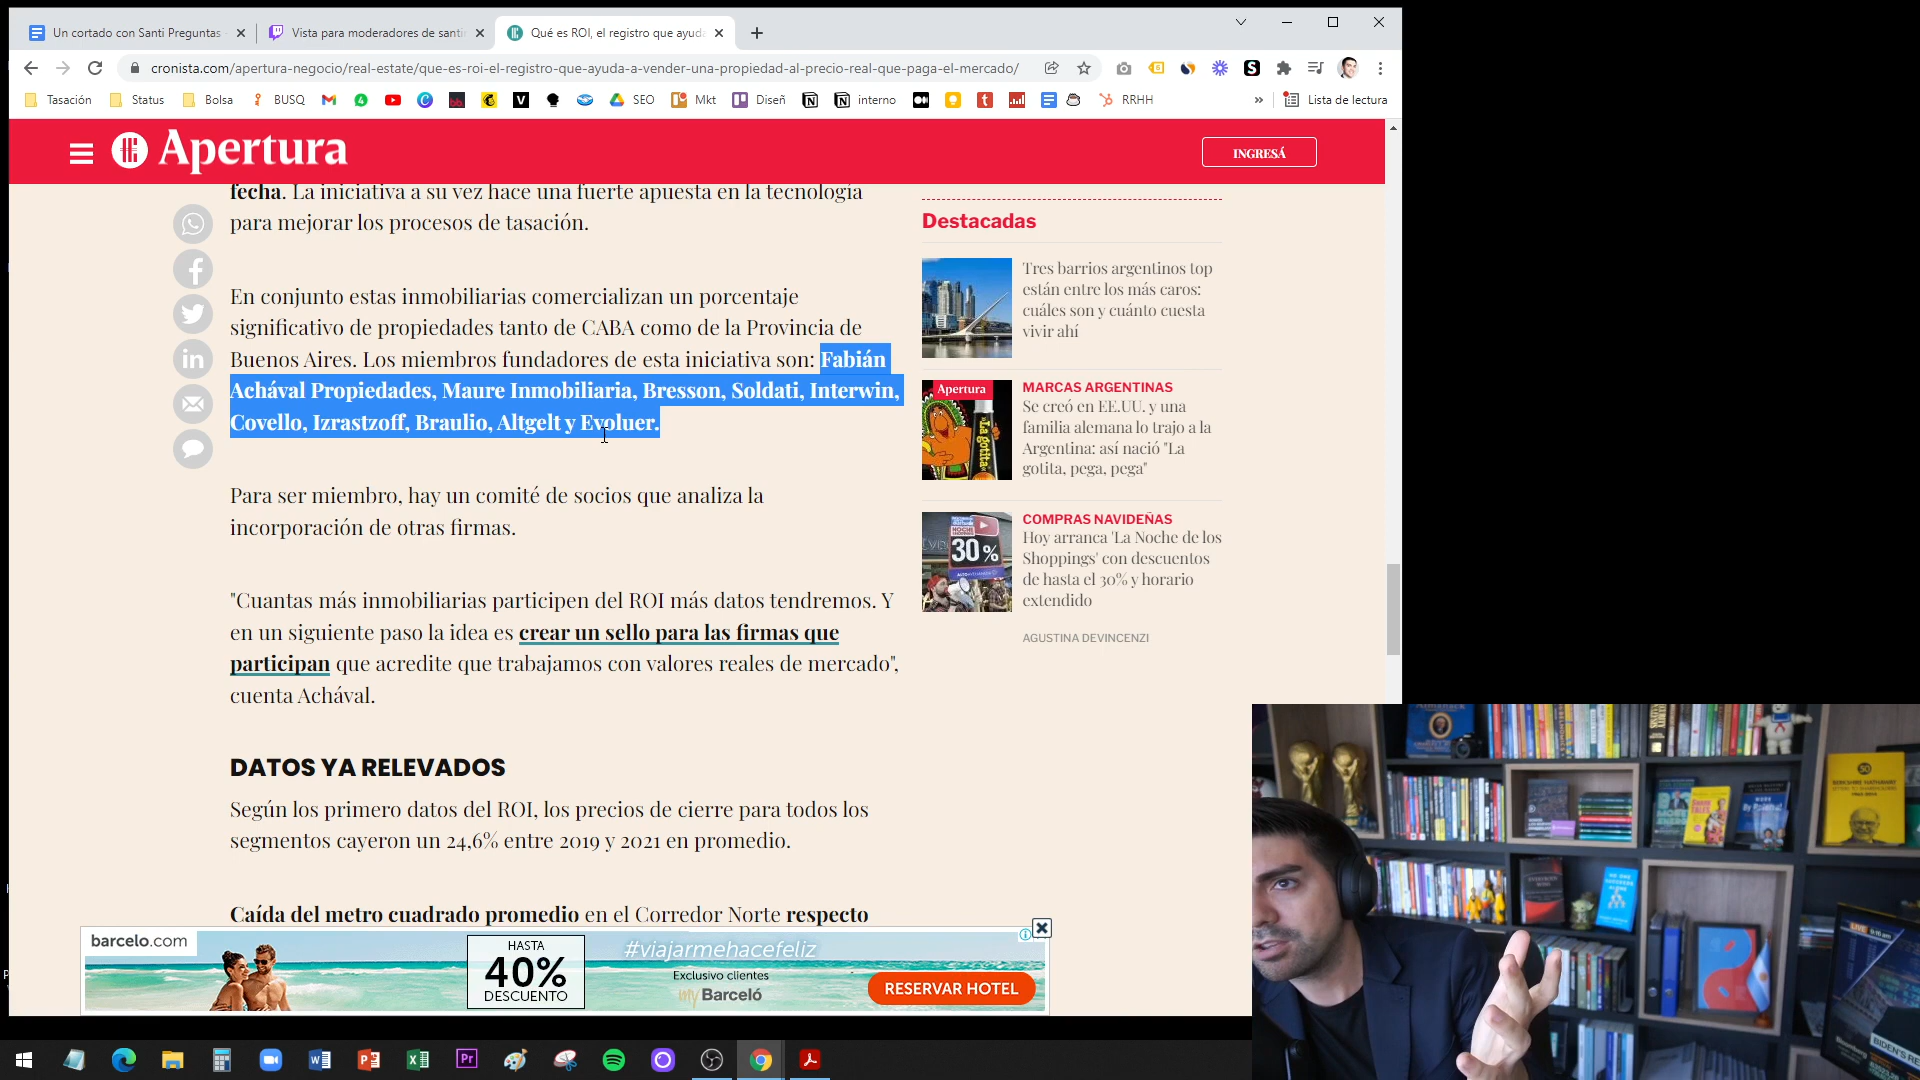 Un cortado con Santi Preguntas
Vista para moderadores de santi
Qué es ROI, el registro que ayuda
cronista.com/apertura-negocio/real-estate/que-es-roi-el-registro-que-ayuda-a-vender-una-propiedad-al-precio-real-que-paga-el-mercado/
Tasación
Status
Bolsa
BUSQ
SEO
Mkt
Diseñ
interno
RRHH
»
Lista de lectura
Apertura
INGRESÁ
fecha. La iniciativa a su vez hace una fuerte apuesta en la tecnología
para mejorar los procesos de tasación.
En conjunto estas inmobiliarias comercializan un porcentaje
significativo de propiedades tanto de CABA como de la Provincia de
Buenos Aires. Los miembros fundadores de esta iniciativa son: Fabián
Achával Propiedades, Maure Inmobiliaria, Bresson, Soldati, Interwin,
Covello, Izrastzoff, Braulio, Altgelt y Evoluer.
Para ser miembro, hay un comité de socios que analiza la
incorporación de otras firmas.
"Cuantas más inmobiliarias participen del ROI más datos tendremos. Y
en un siguiente paso la idea es crear un sello para las firmas que
participan que acredite que trabajamos con valores reales de mercado",
cuenta Achával.
DATOS YA RELEVADOS
Según los primero datos del ROI, los precios de cierre para todos los
segmentos cayeron un 24,6% entre 2019 y 2021 en promedio.
Caída del metro cuadrado promedio en el Corredor Norte respecto
Destacadas
Tres barrios argentinos top
están entre los más caros:
cuáles son y cuánto cuesta
vivir ahí
Apertura
La gotita
MARCAS ARGENTINAS
Se creó en EE.UU. y una
familia alemana lo trajo a la
Argentina: así nació "La
gotita, pega, pega"
30%
COMPRAS NAVIDEÑAS
Hoy arranca 'La Noche de los
Shoppings' con descuentos
de hasta el 30% y horario
extendido
AGUSTINA DEVINCENZI
barcelo.com
HASTA
40%
DESCUENTO
#viajarmehacefeliz
Exclusivo clientes
my Barceló
RESERVAR HOTEL
50
BERKSHIRE HATHAWAY
LIVE
BIDEN'S